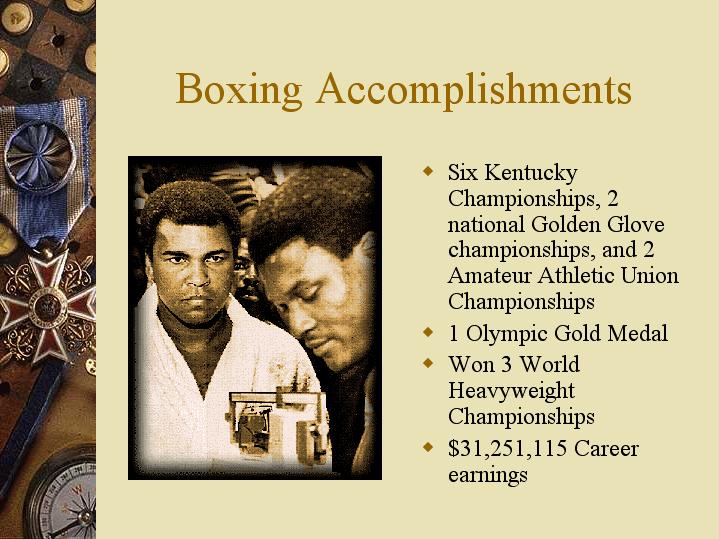 Boxing Accomplishments
Six Kentucky
Championships, 2
national Golden Glove
championships, and 2
Amateur Athletic Union
Championships
1 Olympic Gold Medal
Won 3 World
Heavyweight
Championships
$31,251,115 Career
earnings